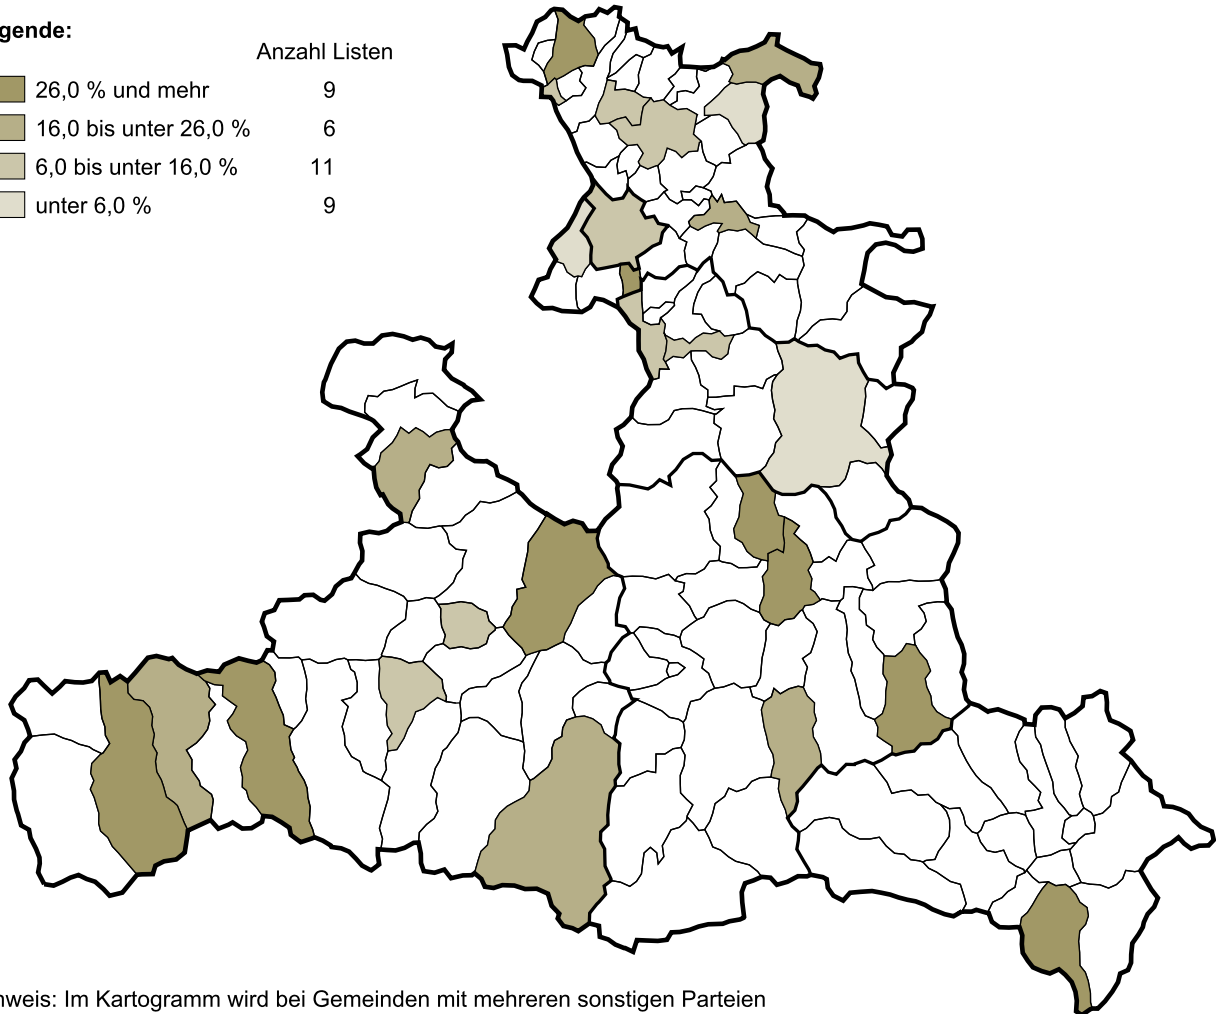 gende:
Anzahl Listen
26,0 % und mehr 9
16,0 bis unter 26,0 % 6
6,0 bis unter 16,0 % 11
unter 6,0 % 9
nweis: Im Kartogramm wird bei Gemeinden mit mehreren sonstigen Parteien